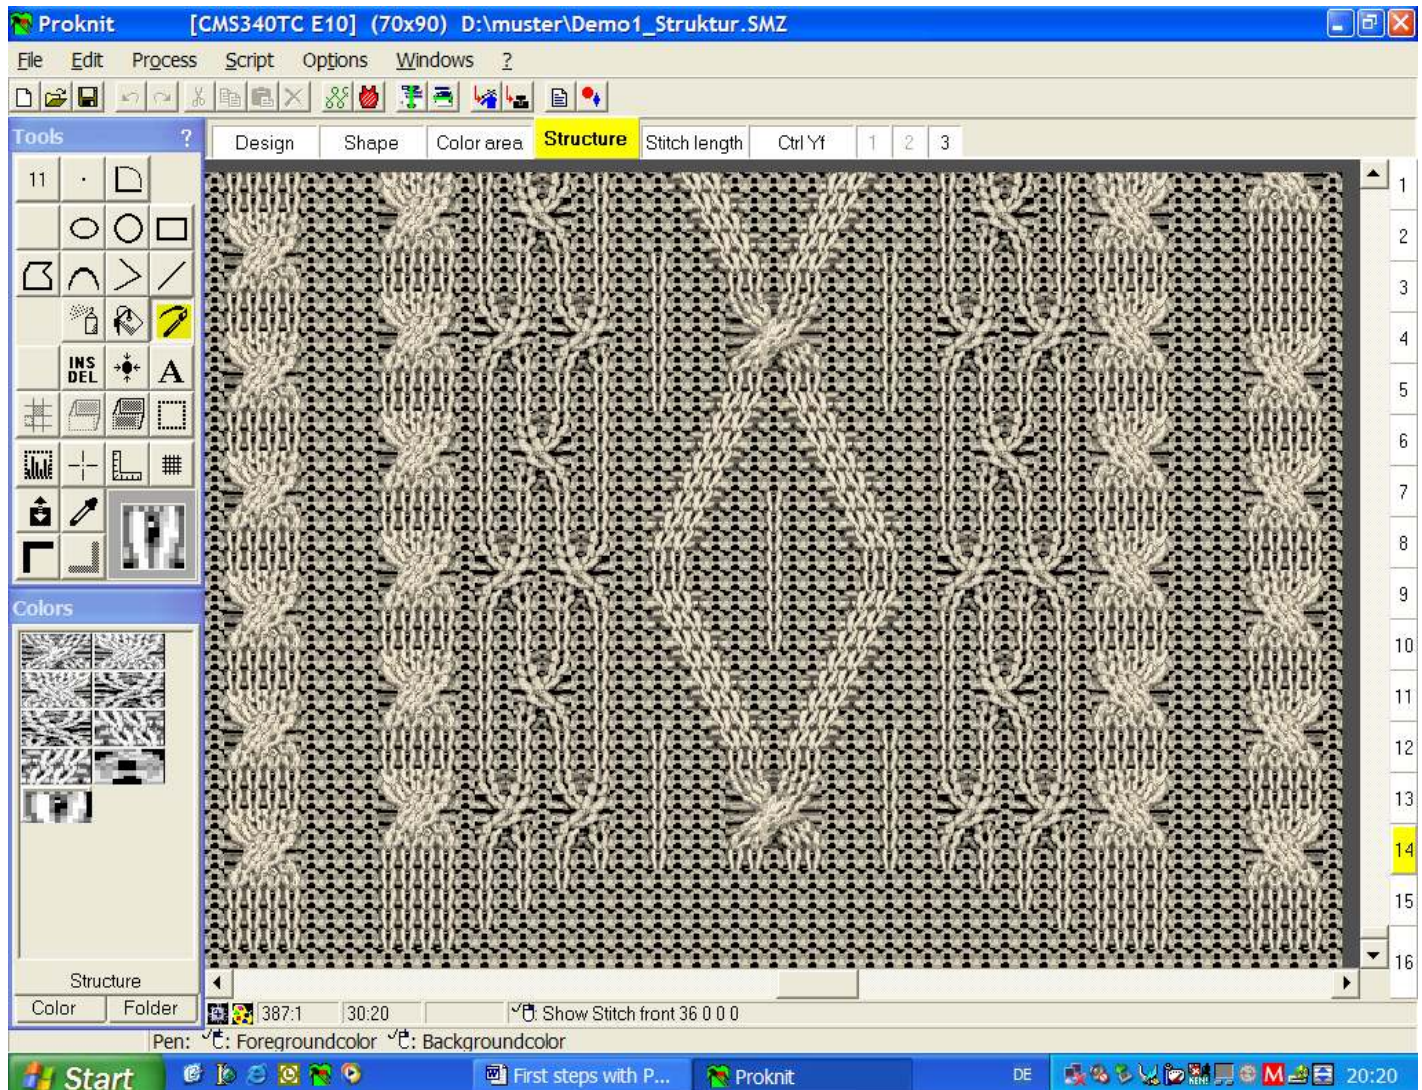 Proknit [CMS340TC E10] (70x90) D:\muster\Demo1_Struktur.SMZ
File Edit Process Script Options Windows ?
Tools ?
Design Shape Color area Structure Stitch length Ctrl Yf 1 2 3
11
INS
DEL
A
Colors
1
2
3
4
5
6
7
8
9
10
11
12
13
14
15
16
Structure
Color Folder
387:1 30:20 : Show Stitch front 36 0 0 0
Pen: : Foregroundcolor : Backgroundcolor
Start First steps with P... Proknit DE KEN! M 20:20